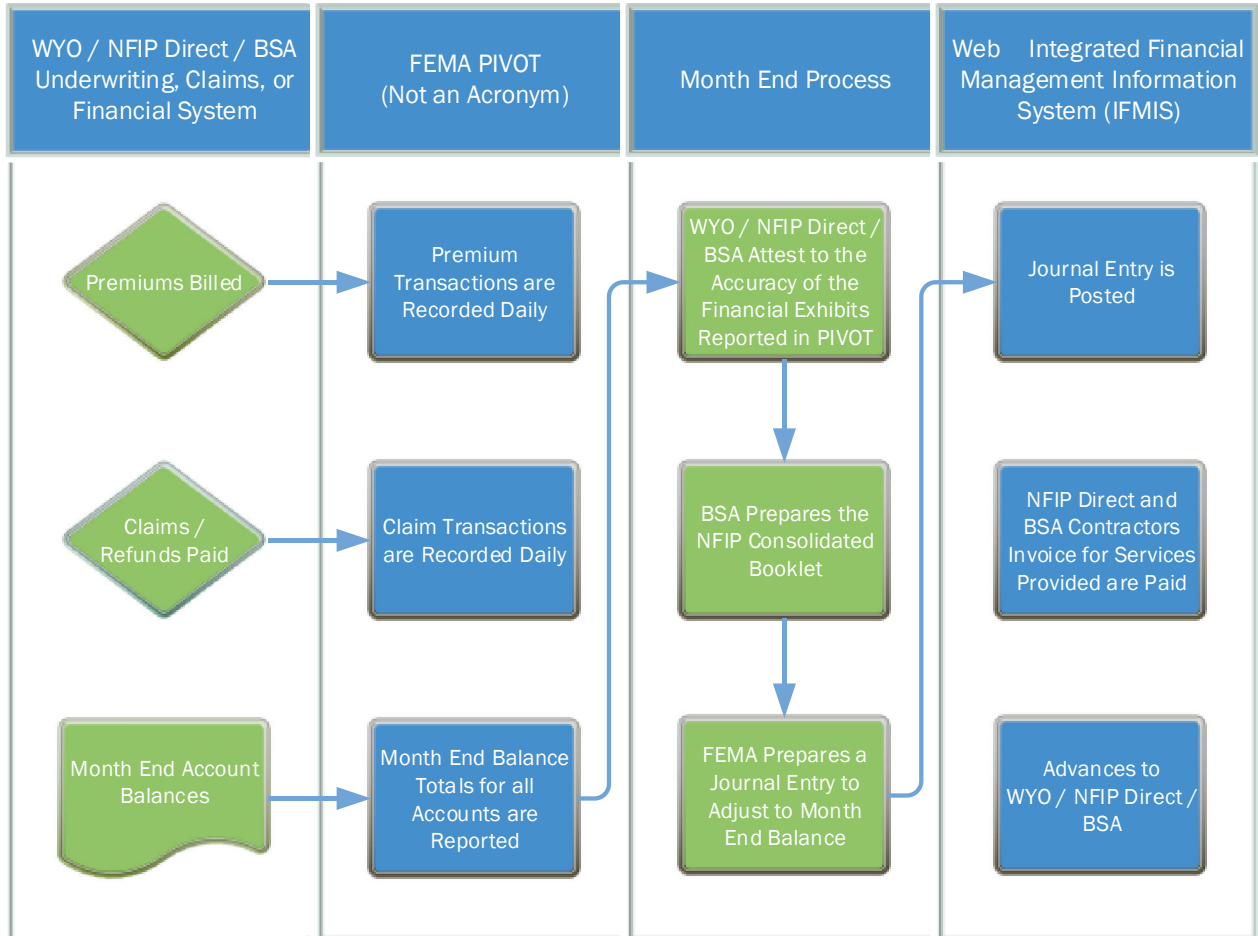 WYO / NFIP Direct / BSA
Underwriting, Claims, or
Financial System
FEMA PIVOT
(Not an Acronym)
Month End Process
Web Integrated Financial
Management Information
System (IFMIS)
Premiums Billed
Premium
Transactions are
Recorded Daily
WYO / NFIP Direct /
BSA Attest to the
Accuracy of the
Financial Exhibits
Reported in PIVOT
Journal Entry is
Posted
Claims /
Refunds Paid
Claim Transactions
are Recorded Daily
BSA Prepares the
NFIP Consolidated
Booklet
NFIP Direct and
BSA Contractors
Invoice for Services
Provided are Paid
Month End Account
Balances
Month End Balance
Totals for all
Accounts are
Reported
FEMA Prepares a
Journal Entry to
Adjust to Month
End Balance
Advances to
WYO / NFIP Direct /
BSA